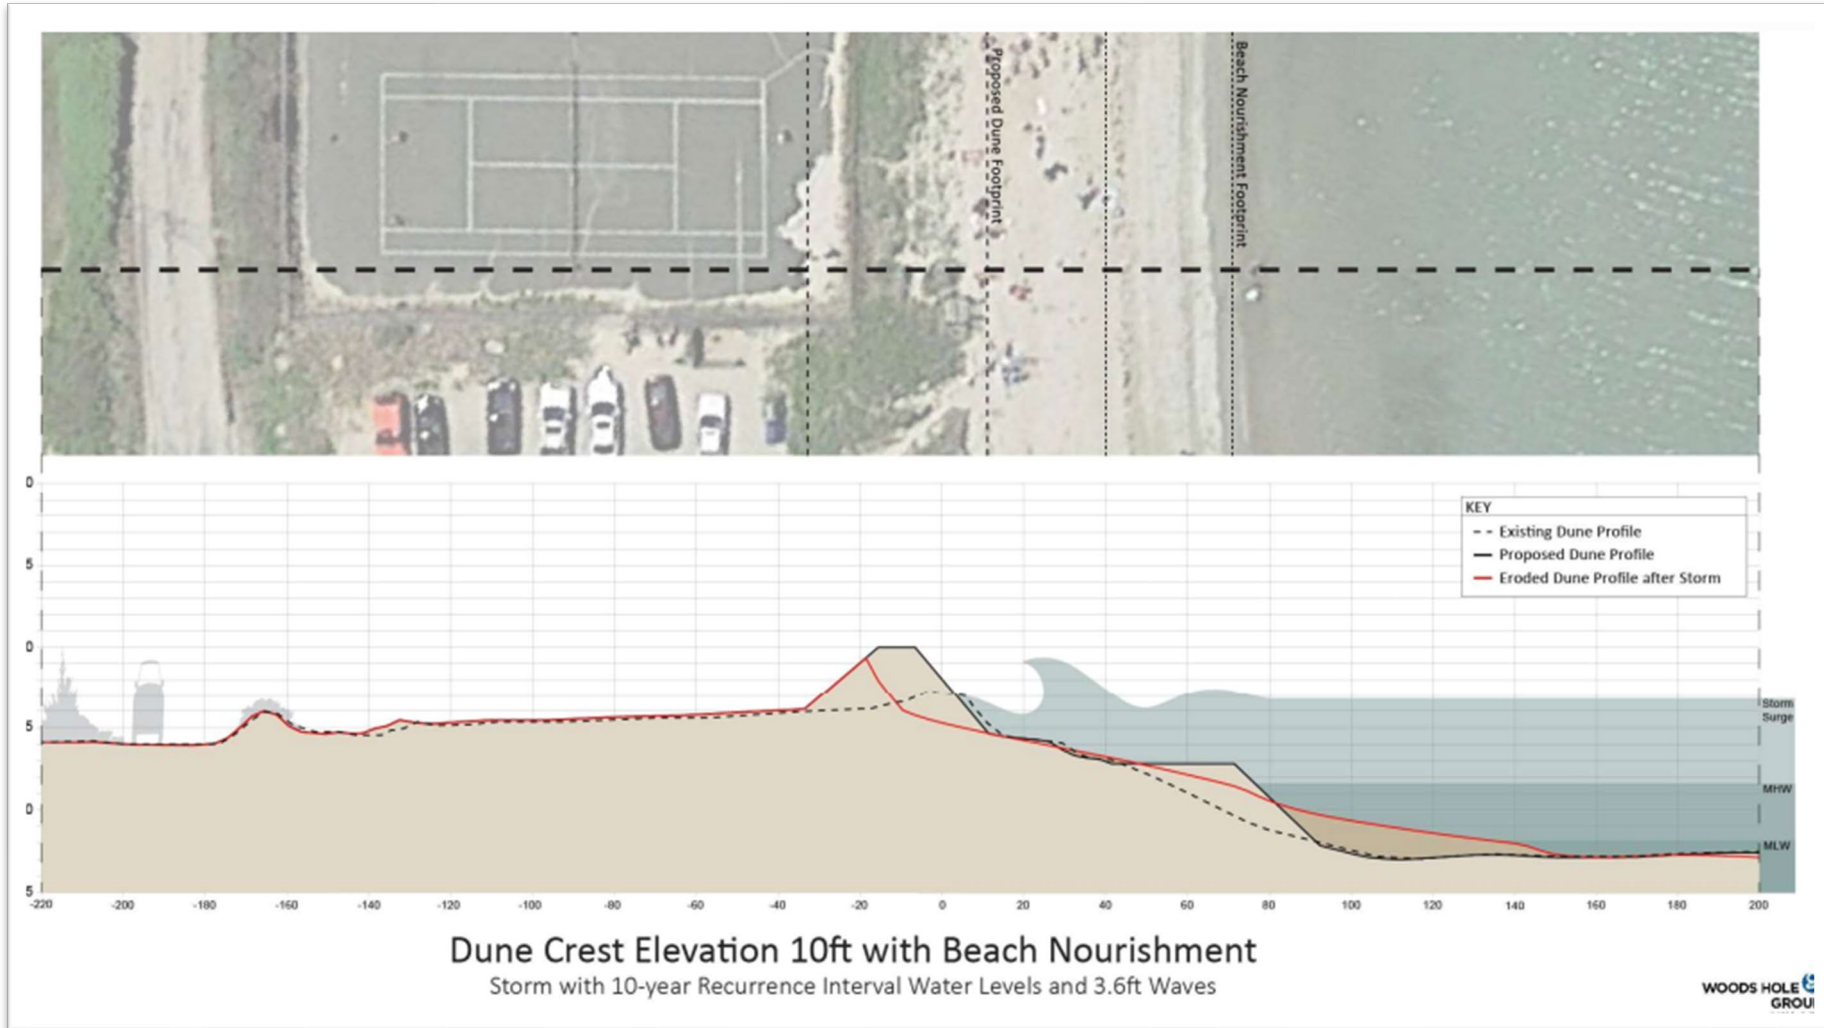 Proposed Dune Footprint
Beach Nourishment Footprint
0
5
0
5
0
5
KEY
Existing Dune Profile
Proposed Dune Profile
Eroded Dune Profile after Storm
Storm
Surge
MHW
MLW
-220 -200 -180 -160 -140 -120 -100 -80 -60 -40 -20 0 20 40 60 80 100 120 140 160 180 200
Dune Crest Elevation 10ft with Beach Nourishment
Storm with 10-year Recurrence Interval Water Levels and 3.6ft Waves
WOODS HOLE
GROU